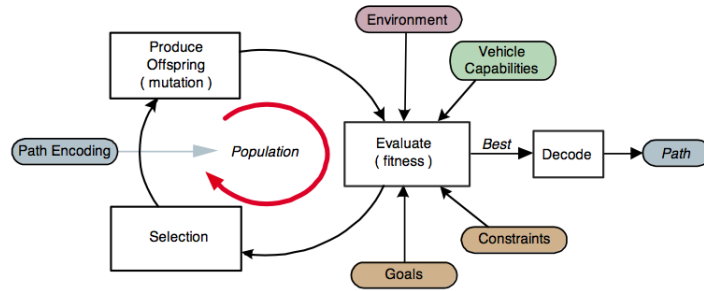 Environment
Produce
Offspring
( mutation )
Vehicle
Capabilities
Path Encoding
Population
Evaluate
( fitness )
Best
Decode
Path
Selection
Constraints
Goals